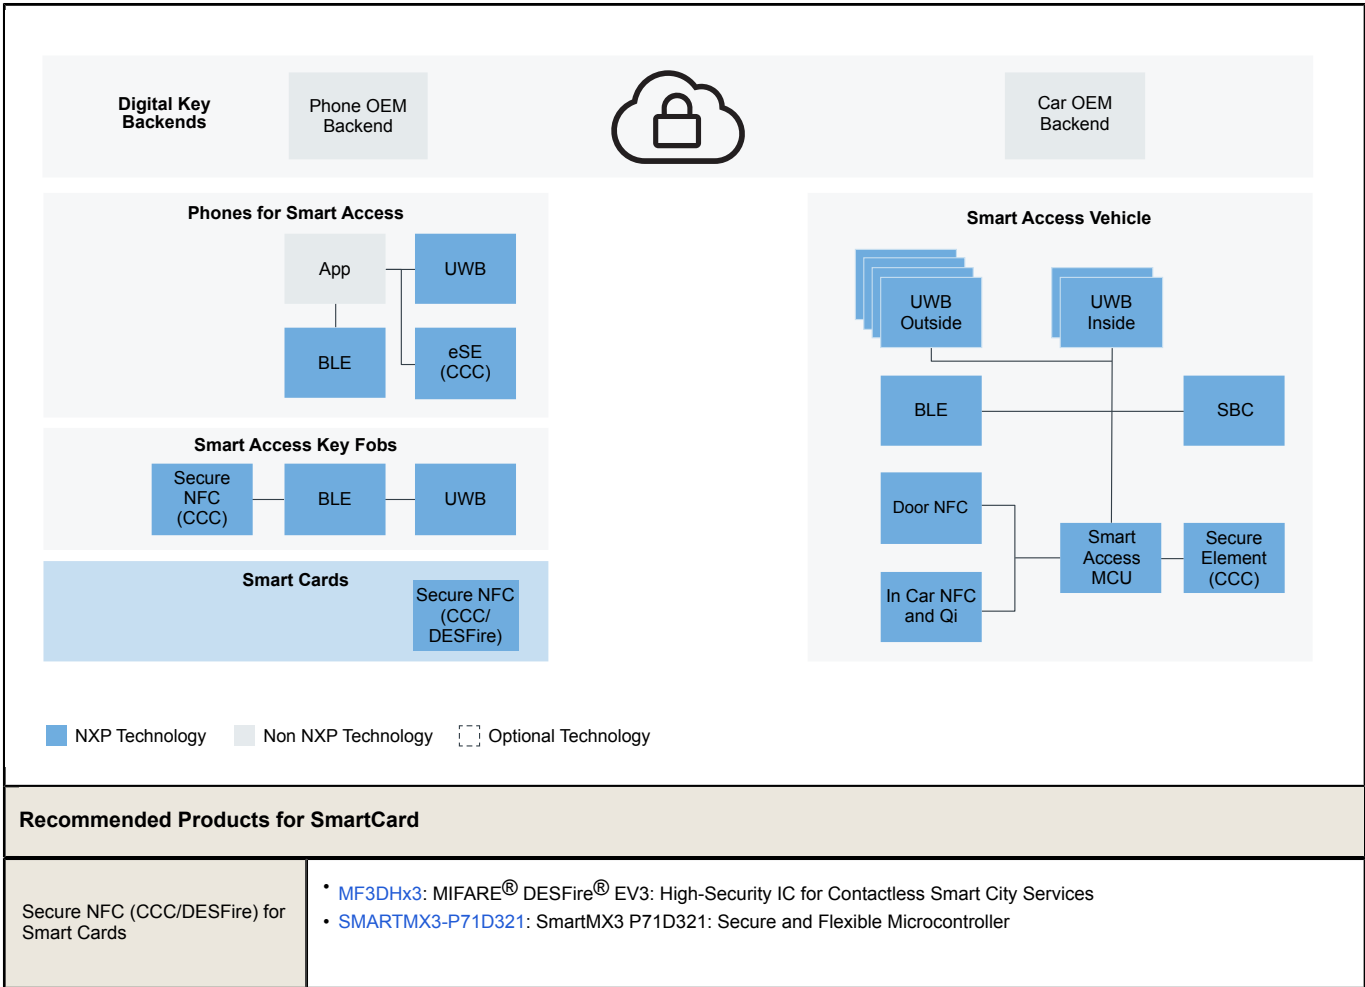 Digital Key
Backends
Phone OEM
Backend
Car OEM
Backend
Phones for Smart Access
App
UWB
BLE
eSE
(CCC)
Smart Access Key Fobs
Secure
NFC
(CCC)
BLE
UWB
Smart Cards
Secure NFC
(CCC/
DESFire)
Smart Access Vehicle
UWB
Outside
UWB
Inside
BLE
SBC
Door NFC
In Car NFC
and Qi
Smart
Access
MCU
Secure
Element
(CCC)
NXP Technology
Non NXP Technology
Optional Technology
Recommended Products for SmartCard
Secure NFC (CCC/DESFire) for
Smart Cards
• MF3DHx3: MIFARE® DESFire® EV3: High-Security IC for Contactless Smart City Services
• SMARTMX3-P71D321: SmartMX3 P71D321: Secure and Flexible Microcontroller